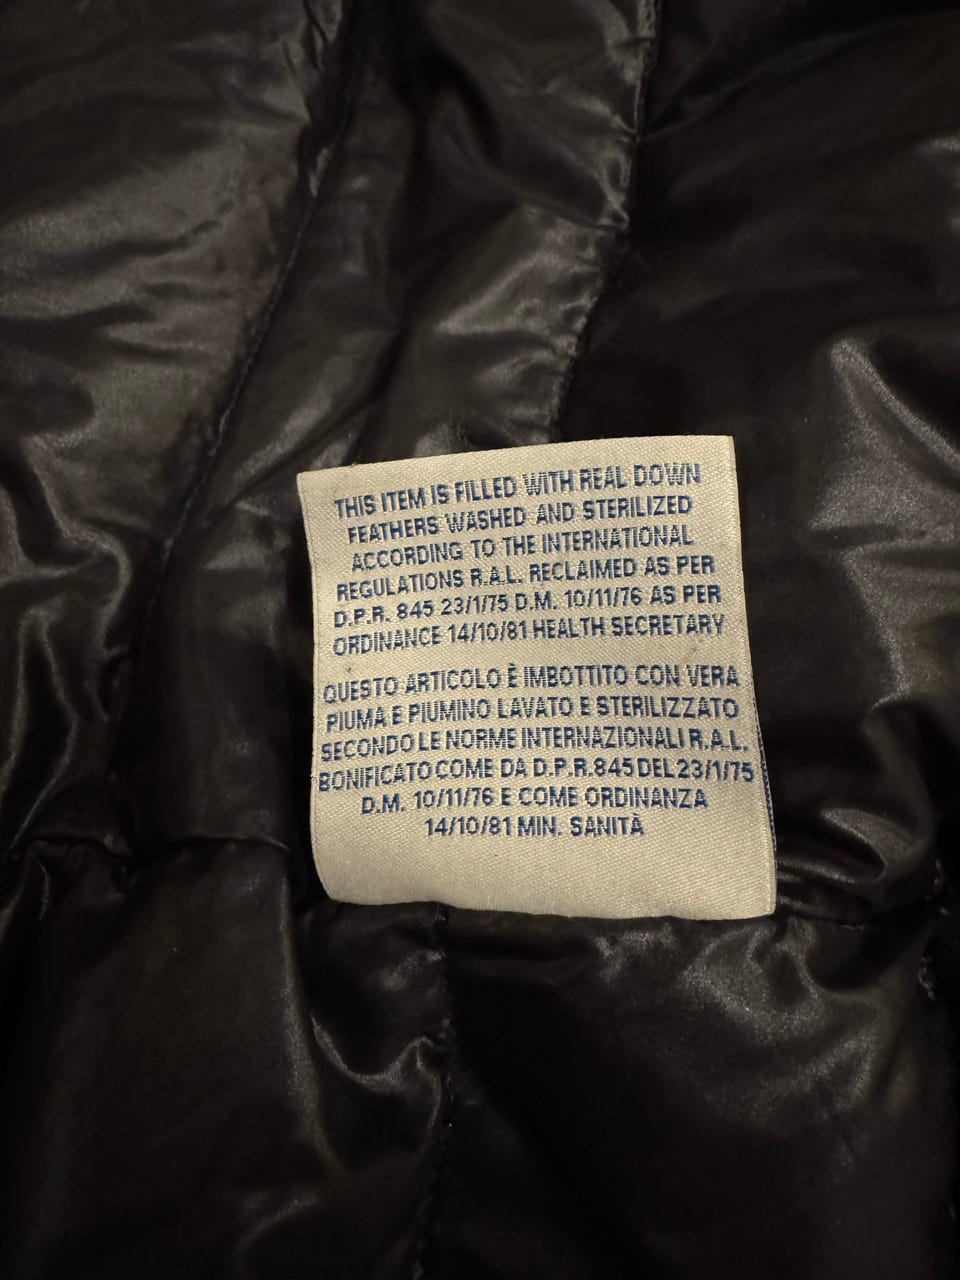 THIS ITEM IS FILLED WITH REAL DOWN
FEATHERS WASHED AND STERILIZED
ACCORDING TO THE INTERNATIONAL
REGULATIONS R.A.L. RECLAIMED AS PER
D.P.R. 845 23/1/75 D.M. 10/11/76 AS PER
ORDINANCE 14/10/81 HEALTH SECRETARY
QUESTO ARTICOLO È IMBOTTITO CON VERA
PIUMA E PIUMINO LAVATO E STERILIZZATO
SECONDO LE NORME INTERNAZIONALI R.A.L.
BONIFICATO COME DA D.P.R. 845 DEL 23/1/75
D.M. 10/11/76 E COME ORDINANZA
14/10/81 MIN. SANITÀ